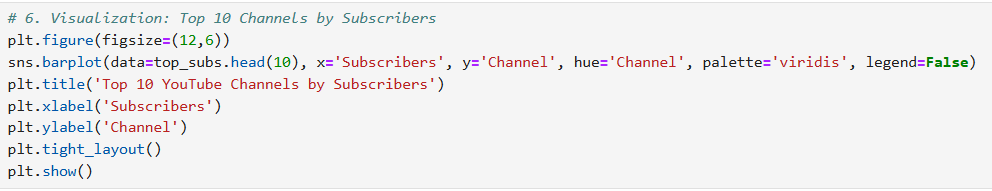 # 6. Visualization: Top 10 Channels by Subscribers
plt.figure(figsize=(12,6))
sns.barplot(data=top_subs.head(10), x='Subscribers', y='Channel', hue='Channel', palette='viridis', legend=False)
plt.title('Top 10 YouTube Channels by Subscribers')
plt.xlabel('Subscribers')
plt.ylabel('Channel')
plt.tight_layout()
plt.show()